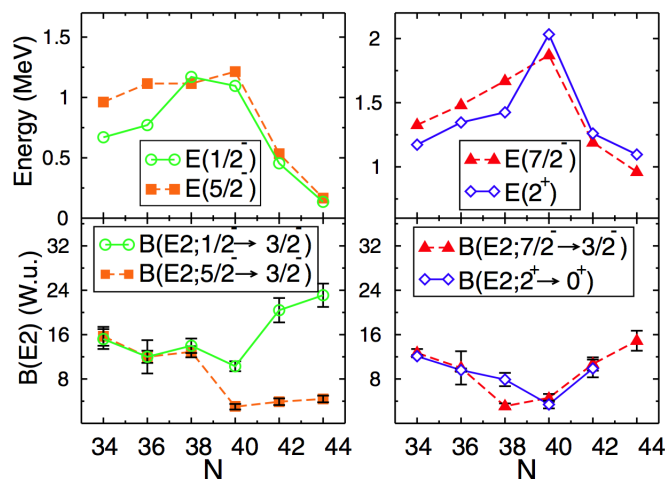 Energy (MeV)
1.5
1
0.5
0
E(1/2⁻)
E(5/2⁻)
2
1.5
1
E(7/2⁻)
E(2⁺)
B(E2) (W.u.)
32
24
16
8
B(E2;1/2⁻→ 3/2⁻)
B(E2;5/2⁻→ 3/2⁻)
34 36 38 40 42 44
N
32
24
16
8
B(E2;7/2⁻→3/2⁻)
B(E2;2⁺→ 0⁺)
34 36 38 40 42 44
N